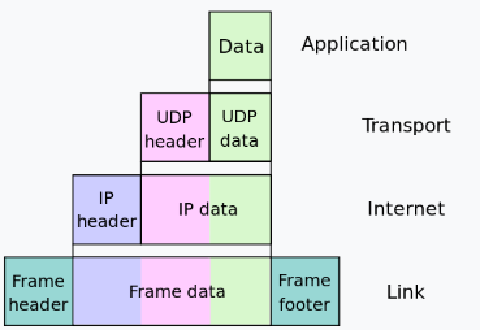 Data
Application
UDP
header
UDP
data
Transport
IP
header
IP data
Internet
Frame
header
Frame data
Frame
footer
Link